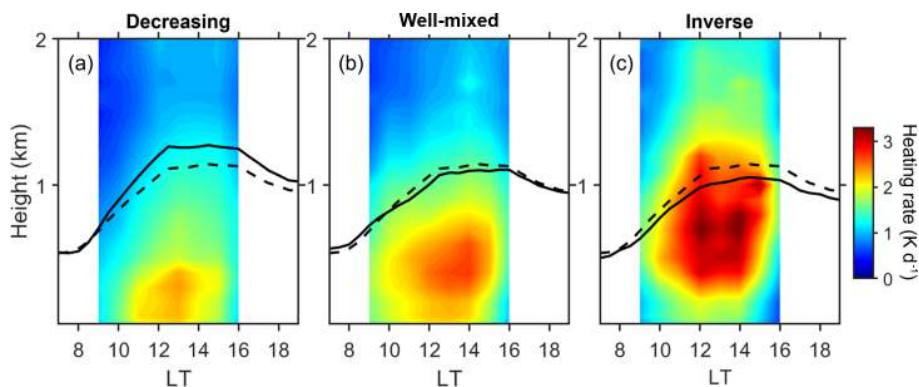 Decreasing
Well-mixed
Inverse
(a)
(b)
(c)
Height (km)
2
1
2
1
2
1
8 10 12 14 16 18
8 10 12 14 16 18
8 10 12 14 16 18
LT
LT
LT
3
2
1
0
Heating rate (K d⁻¹)